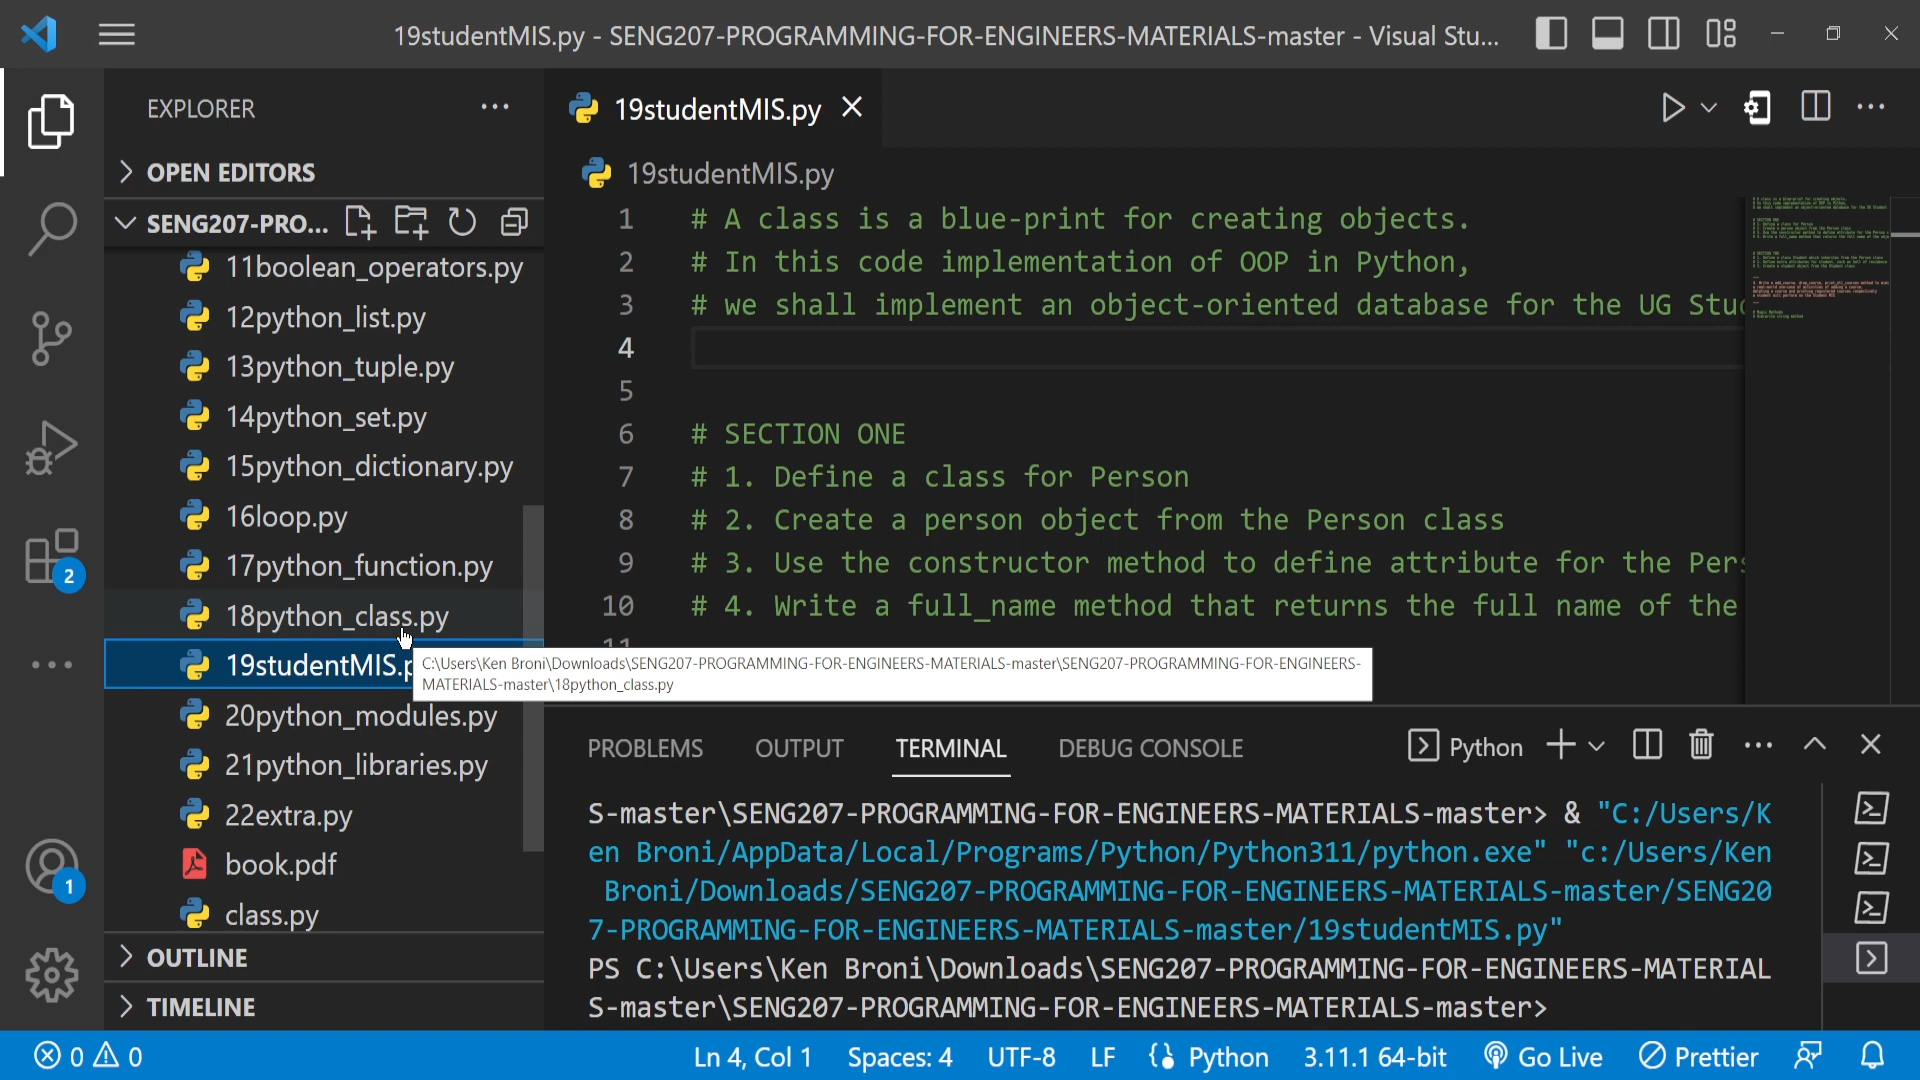 19studentMIS.py - SENG207-PROGRAMMING-FOR-ENGINEERS-MATERIALS-master - Visual Stu...
EXPLORER
OPEN EDITORS
SENG207-PRO...
11boolean_operators.py
12python_list.py
13python_tuple.py
14python_set.py
15python_dictionary.py
16loop.py
17python_function.py
18python_class.py
19studentMIS.p
20python_modules.py
21python_libraries.py
22extra.py
book.pdf
class.py
OUTLINE
TIMELINE
2
1
19studentMIS.py
19studentMIS.py
1 # A class is a blue-print for creating objects.
2 # In this code implementation of OOP in Python,
3 # we shall implement an object-oriented database for the UG Stu
4
5
6 # SECTION ONE
7 # 1. Define a class for Person
8 # 2. Create a person object from the Person class
9 # 3. Use the constructor method to define attribute for the Per
10 # 4. Write a full_name method that returns the full name of the
11
C:\Users\Ken Broni\Downloads\SENG207-PROGRAMMING-FOR-ENGINEERS-MATERIALS-master\SENG207-PROGRAMMING-FOR-ENGINEERS-
MATERIALS-master\18python_class.py
PROBLEMS OUTPUT TERMINAL DEBUG CONSOLE Python
S-master\SENG207-PROGRAMMING-FOR-ENGINEERS-MATERIALS-master> & "C:/Users/K
en Broni/AppData/Local/Programs/Python/Python311/python.exe" "c:/Users/Ken
Broni/Downloads/SENG207-PROGRAMMING-FOR-ENGINEERS-MATERIALS-master/SENG20
7-PROGRAMMING-FOR-ENGINEERS-MATERIALS-master/19studentMIS.py"
PS C:\Users\Ken Broni\Downloads\SENG207-PROGRAMMING-FOR-ENGINEERS-MATERIAL
S-master\SENG207-PROGRAMMING-FOR-ENGINEERS-MATERIALS-master>
0 0 Ln 4, Col 1 Spaces: 4 UTF-8 LF Python 3.11.1 64-bit Go Live Prettier